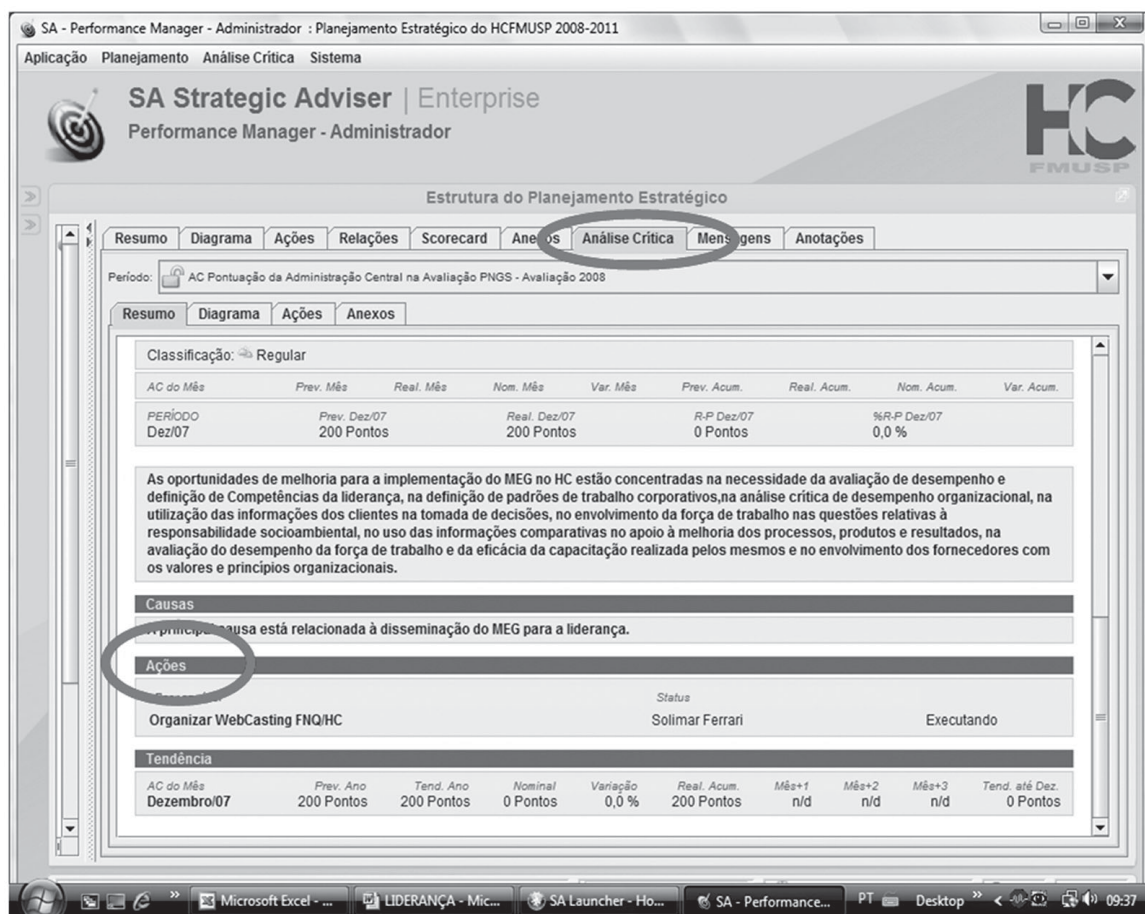 SA - Performance Manager - Administrador : Planejamento Estratégico do HCFMUSP 2008-2011
Aplicação Planejamento Análise Crítica Sistema
SA Strategic Adviser | Enterprise
Performance Manager - Administrador
HC
FMUSP
Estrutura do Planejamento Estratégico
Resumo Diagrama Ações Relações Scorecard Anexos Análise Crítica Mensagens Anotações
Período: AC Pontuação da Administração Central na Avaliação PNGS - Avaliação 2008
Resumo Diagrama Ações Anexos
Classificação: Regular
AC do Mês Prev. Mês Real. Mês Nom. Mês Var. Mês Prev. Acum. Real. Acum. Nom. Acum. Var. Acum.
PERÍODO Prev. Dez/07 Real. Dez/07 R-P Dez/07 %R-P Dez/07
Dez/07 200 Pontos 200 Pontos 0 Pontos 0,0 %
As oportunidades de melhoria para a implementação do MEG no HC estão concentradas na necessidade da avaliação de desempenho e
definição de Competências da liderança, na definição de padrões de trabalho corporativos,na análise crítica de desempenho organizacional, na
utilização das informações dos clientes na tomada de decisões, no envolvimento da força de trabalho nas questões relativas à
responsabilidade socioambiental, no uso das informações comparativas no apoio à melhoria dos processos, produtos e resultados, na
avaliação do desempenho da força de trabalho e da eficácia da capacitação realizada pelos mesmos e no envolvimento dos fornecedores com
os valores e princípios organizacionais.
Causas
A principal causa está relacionada à disseminação do MEG para a liderança.
Ações
Status
Organizar WebCasting FNQ/HC Solimar Ferrari Executando
Tendência
AC do Mês Prev. Ano Tend. Ano Nominal Variação Real. Acum. Mês+1 Mês+2 Mês+3 Tend. até Dez.
Dezembro/07 200 Pontos 200 Pontos 0 Pontos 0,0 % 200 Pontos n/d n/d n/d 0 Pontos
Microsoft Excel - ... LIDERANÇA - Mic... SA Launcher - Ho... SA - Performance... PT Desktop 09:37